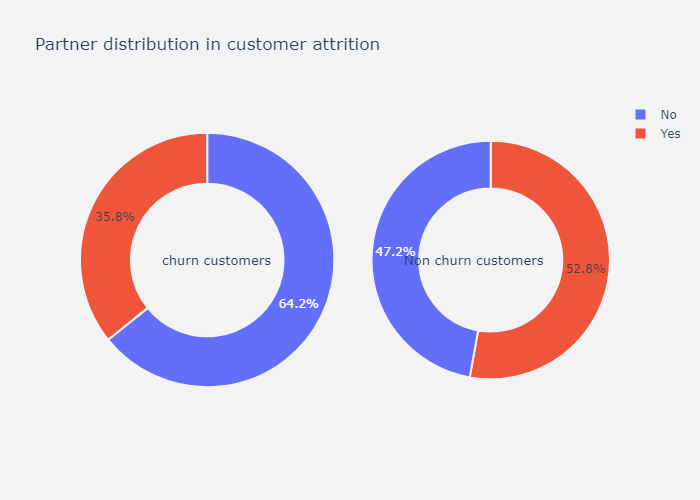 Partner distribution in customer attrition
No
Yes
35.8%
churn customers
64.2%
47.2%
Non churn customers
52.8%